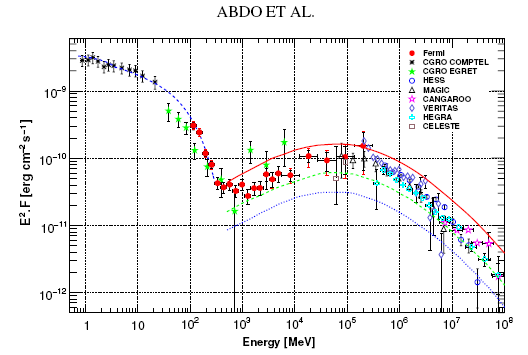 ABDO ET AL.
Fermi
CGRO COMPTEL
CGRO EGRET
HESS
MAGIC
CANGAROO
VERITAS
HEGRA
CELESTE
E². F [erg cm⁻² s⁻¹]
10⁻⁹
10⁻¹⁰
10⁻¹¹
10⁻¹²
1 10 10² 10³ 10⁴ 10⁵ 10⁶ 10⁷ 10⁸
Energy [MeV]